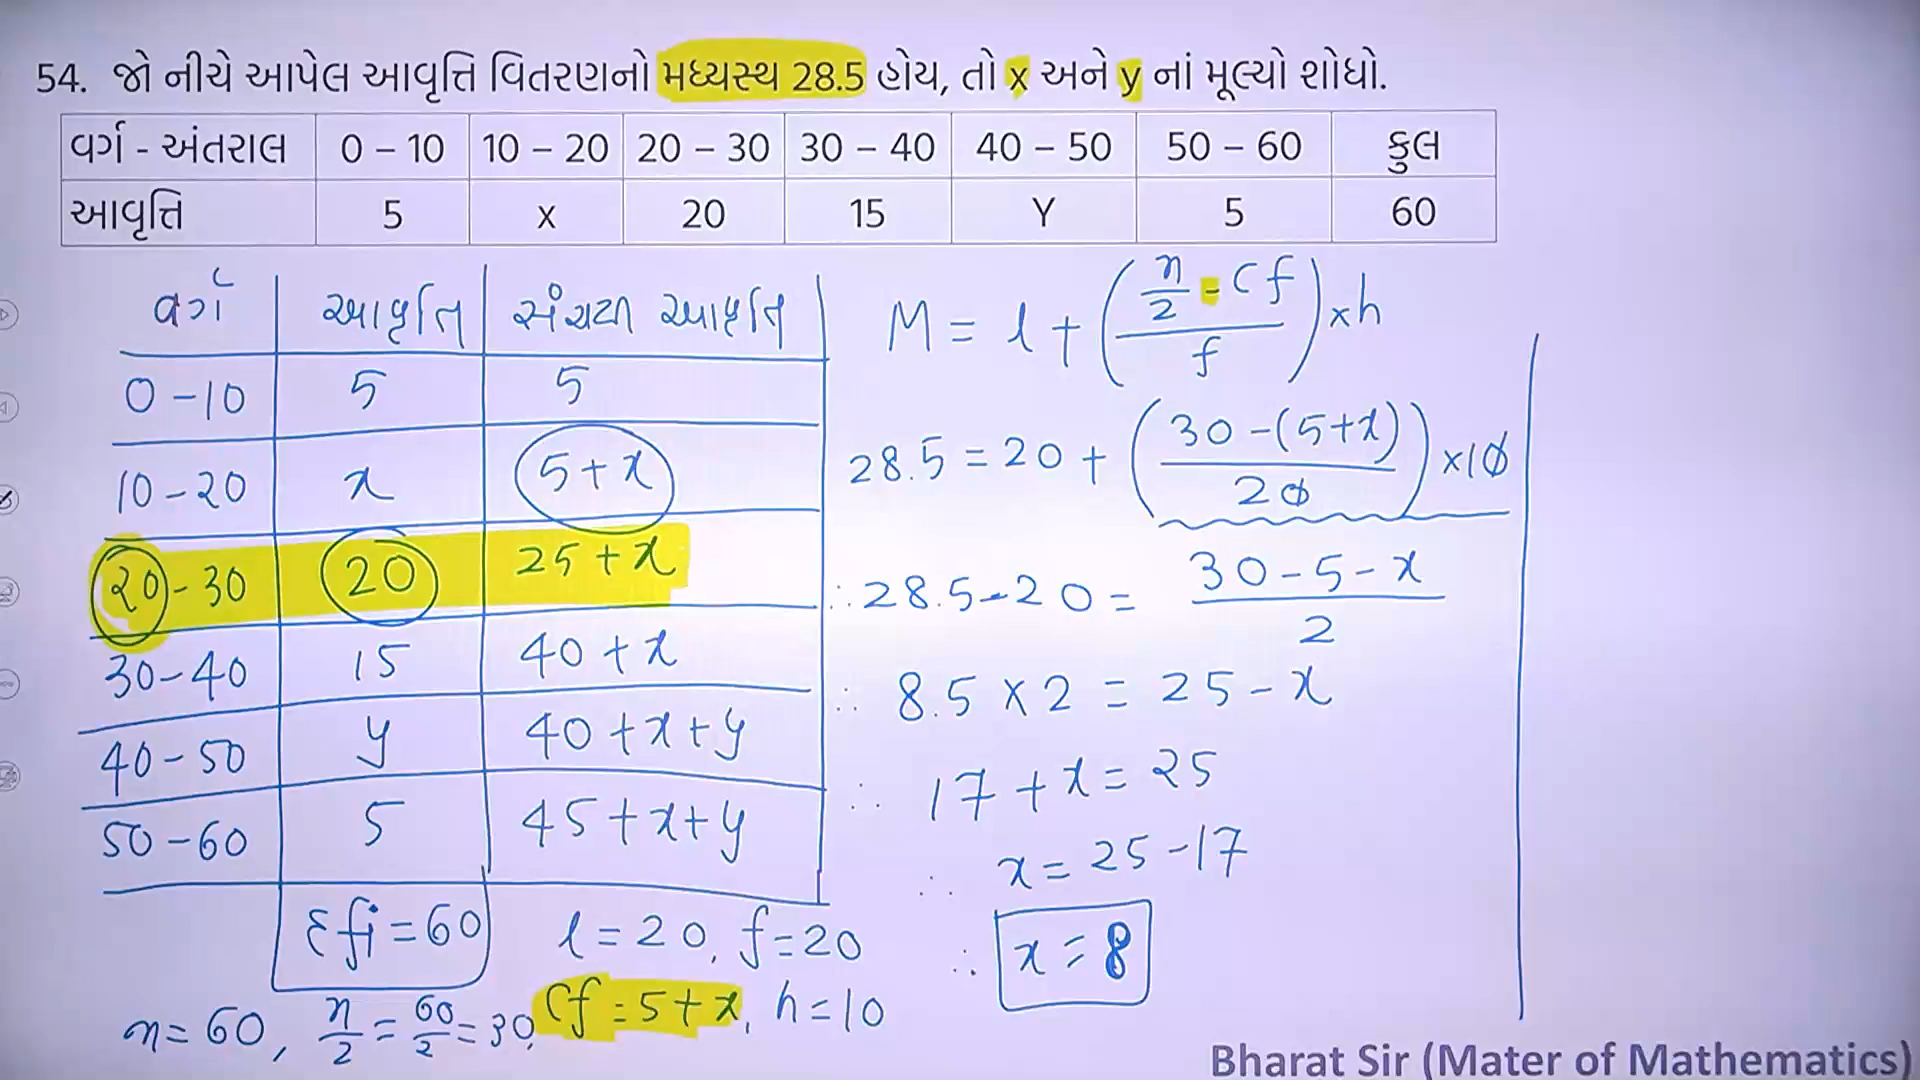 54. જો નીચે આપેલ આવૃત્તિ વિતરણનો મધ્યસ્થ 28.5 હોય, તો x અને y નાં મૂલ્યો શોધો.
વર્ગ - અંતરાલ 0 – 10 10 – 20 20 – 30 30 – 40 40 – 50 50 – 60 કુલ
આવૃત્તિ 5 x 20 15 Y 5 60
વર્ગ આવૃત્તિ સંચયી આવૃત્તિ
0 - 10 5 5
10 - 20 x 5 + x
20 - 30 20 25 + x
30 - 40 15 40 + x
40 - 50 y 40 + x + y
50 - 60 5 45 + x + y
Σfi = 60
n = 60, n/2 = 60/2 = 30,
l = 20, f = 20
cf = 5 + x, h = 10
M = l + ( (n/2 - cf) / f ) × h
28.5 = 20 + ( (30 - (5 + x)) / 20 ) × 10
∴ 28.5 - 20 = (30 - 5 - x) / 2
∴ 8.5 × 2 = 25 - x
∴ 17 + x = 25
∴ x = 25 - 17
∴ x = 8
Bharat Sir (Mater of Mathematics)